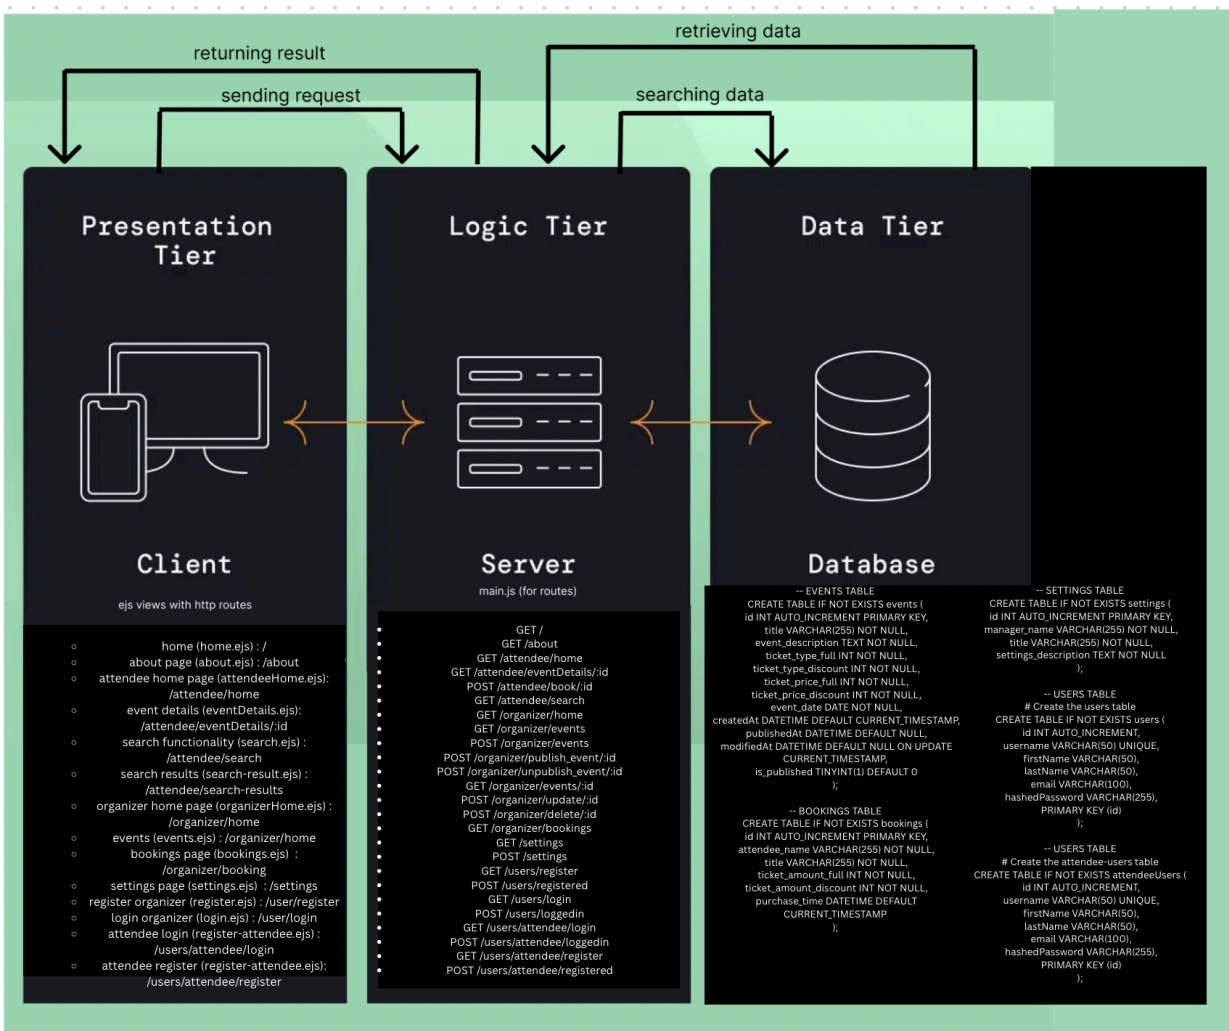 retrieving data
returning result
sending request
searching data
Presentation
Tier
Client
ejs views with http routes
home (home.ejs) : /
about page (about.ejs) : /about
attendee home page (attendeeHome.ejs):
/attendee/home
event details (eventDetails.ejs):
/attendee/eventDetails/:id
search functionality (search.ejs) :
/attendee/search
search results (search-result.ejs) :
/attendee/search-results
organizer home page (organizerHome.ejs) :
/organizer/home
events (events.ejs) : /organizer/home
bookings page (bookings.ejs)  :
/organizer/booking
settings page (settings.ejs)  : /settings
register organizer (register.ejs) : /user/register
login organizer (login.ejs) : /user/login
attendee login (register-attendee.ejs) :
/users/attendee/login
attendee register (register-attendee.ejs):
/users/attendee/register
Logic Tier
Server
main.js (for routes)
GET /
GET /about
GET /attendee/home
GET /attendee/eventDetails/:id
POST /attendee/book/:id
GET /attendee/search
GET /organizer/home
GET /organizer/events
POST /organizer/events
POST /organizer/publish_event/:id
POST /organizer/unpublish_event/:id
GET /organizer/events/:id
POST /organizer/update/:id
POST /organizer/delete/:id
GET /organizer/bookings
GET /settings
POST /settings
GET /users/register
POST /users/registered
GET /users/login
POST /users/loggedin
GET /users/attendee/login
POST /users/attendee/loggedin
GET /users/attendee/register
POST /users/attendee/registered
Data Tier
Database
-- EVENTS TABLE
CREATE TABLE IF NOT EXISTS events (
id INT AUTO_INCREMENT PRIMARY KEY,
title VARCHAR(255) NOT NULL,
event_description TEXT NOT NULL,
ticket_type_full INT NOT NULL,
ticket_type_discount INT NOT NULL,
ticket_price_full INT NOT NULL,
ticket_price_discount INT NOT NULL,
event_date DATE NOT NULL,
createdAt DATETIME DEFAULT CURRENT_TIMESTAMP,
publishedAt DATETIME DEFAULT NULL,
modifiedAt DATETIME DEFAULT NULL ON UPDATE
CURRENT_TIMESTAMP,
is_published TINYINT(1) DEFAULT 0
);
-- BOOKINGS TABLE
CREATE TABLE IF NOT EXISTS bookings (
id INT AUTO_INCREMENT PRIMARY KEY,
attendee_name VARCHAR(255) NOT NULL,
title VARCHAR(255) NOT NULL,
ticket_amount_full INT NOT NULL,
ticket_amount_discount INT NOT NULL,
purchase_time DATETIME DEFAULT
CURRENT_TIMESTAMP
);
-- SETTINGS TABLE
CREATE TABLE IF NOT EXISTS settings (
id INT AUTO_INCREMENT PRIMARY KEY,
manager_name VARCHAR(255) NOT NULL,
title VARCHAR(255) NOT NULL,
settings_description TEXT NOT NULL
);
-- USERS TABLE
# Create the users table
CREATE TABLE IF NOT EXISTS users (
id INT AUTO_INCREMENT,
username VARCHAR(50) UNIQUE,
firstName VARCHAR(50),
lastName VARCHAR(50),
email VARCHAR(100),
hashedPassword VARCHAR(255),
PRIMARY KEY (id)
);
-- USERS TABLE
# Create the attendee-users table
CREATE TABLE IF NOT EXISTS attendeeUsers (
id INT AUTO_INCREMENT,
username VARCHAR(50) UNIQUE,
firstName VARCHAR(50),
lastName VARCHAR(50),
email VARCHAR(100),
hashedPassword VARCHAR(255),
PRIMARY KEY (id)
);